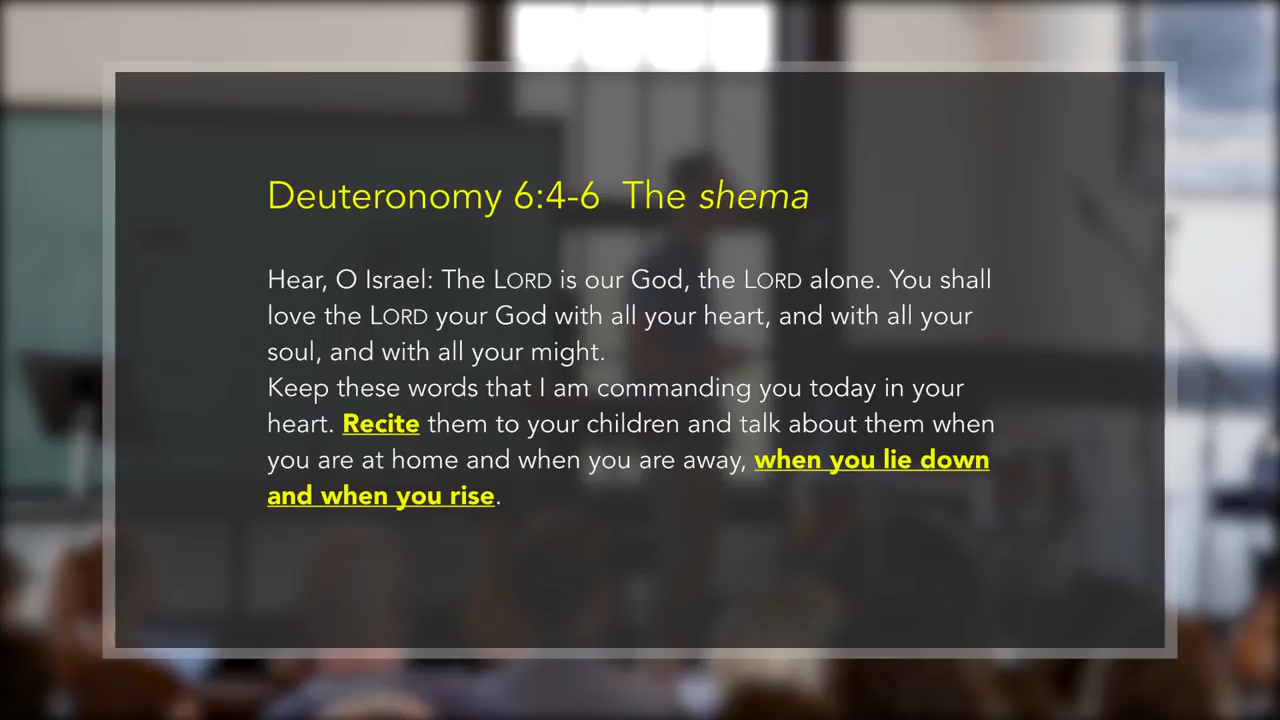 Deuteronomy 6:4-6 The shema
Hear, O Israel: The LORD is our God, the LORD alone. You shall
love the LORD your God with all your heart, and with all your
soul, and with all your might.
Keep these words that I am commanding you today in your
heart. Recite them to your children and talk about them when
you are at home and when you are away, when you lie down
and when you rise.